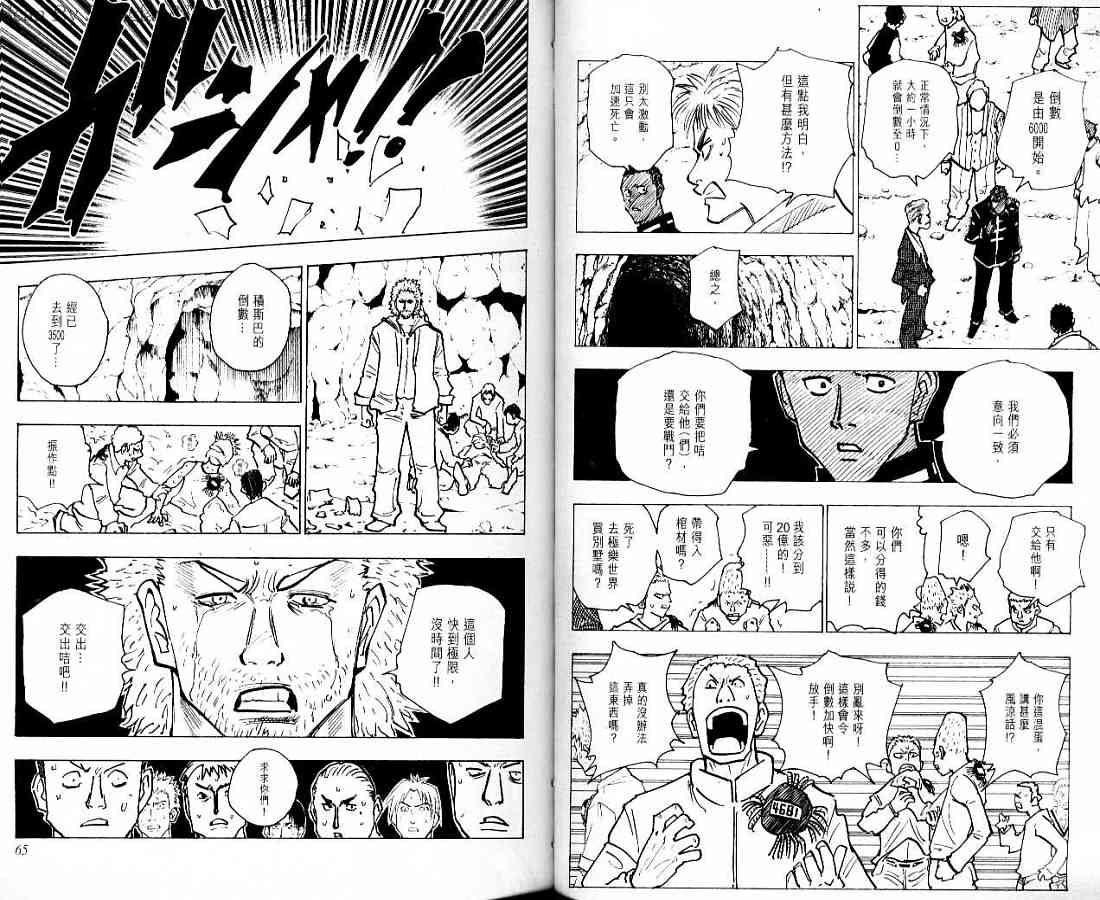 倒數
是由
6000
開始。
正常情況下
大約一小時
就會倒數至0…
這點我明白,
但有甚麼方法!?
別太激亂,
這只會
加速死亡。
總之
我們必須
意向一致,
你們要把咭
交給他(們),
還是要戰鬥?
只有
交給他啊!
嗯!
你們
可以分得的錢
不多,
當然這樣說!
我該分到
20億的!
可惡……!!
帶得入
棺材嗎?
死了
去極樂世界
買別墅嗎?
你這混蛋,
講甚麼
風涼話!?
別亂來呀!
這樣會令
倒數加快啊!
放手!
真的沒辦法
弄掉
這東西嗎?
4681
ガシャ!!
積斯巴的
倒數…
經已
去到
3500
了…
振作點!!
這個人
快到極限,
沒時間了!!
交出…
交出咭吧!!
求求你們!
65